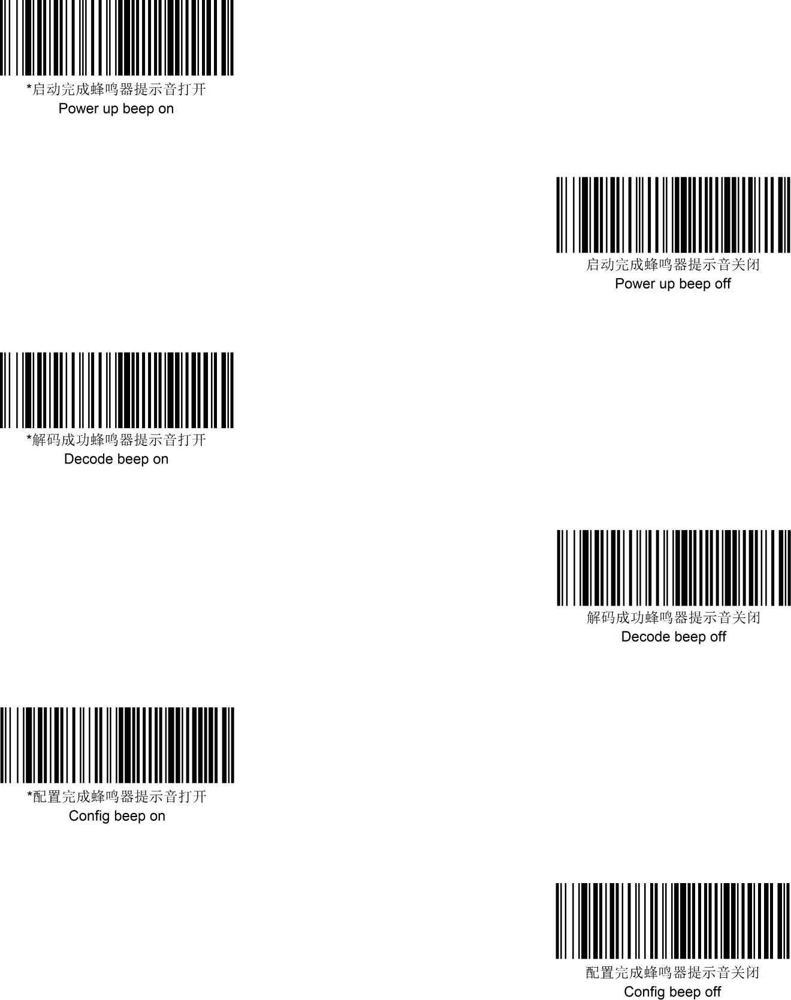 *启动完成蜂鸣器提示音打开
Power up beep on
启动完成蜂鸣器提示音关闭
Power up beep off
*解码成功蜂鸣器提示音打开
Decode beep on
解码成功蜂鸣器提示音关闭
Decode beep off
*配置完成蜂鸣器提示音打开
Config beep on
配置完成蜂鸣器提示音关闭
Config beep off